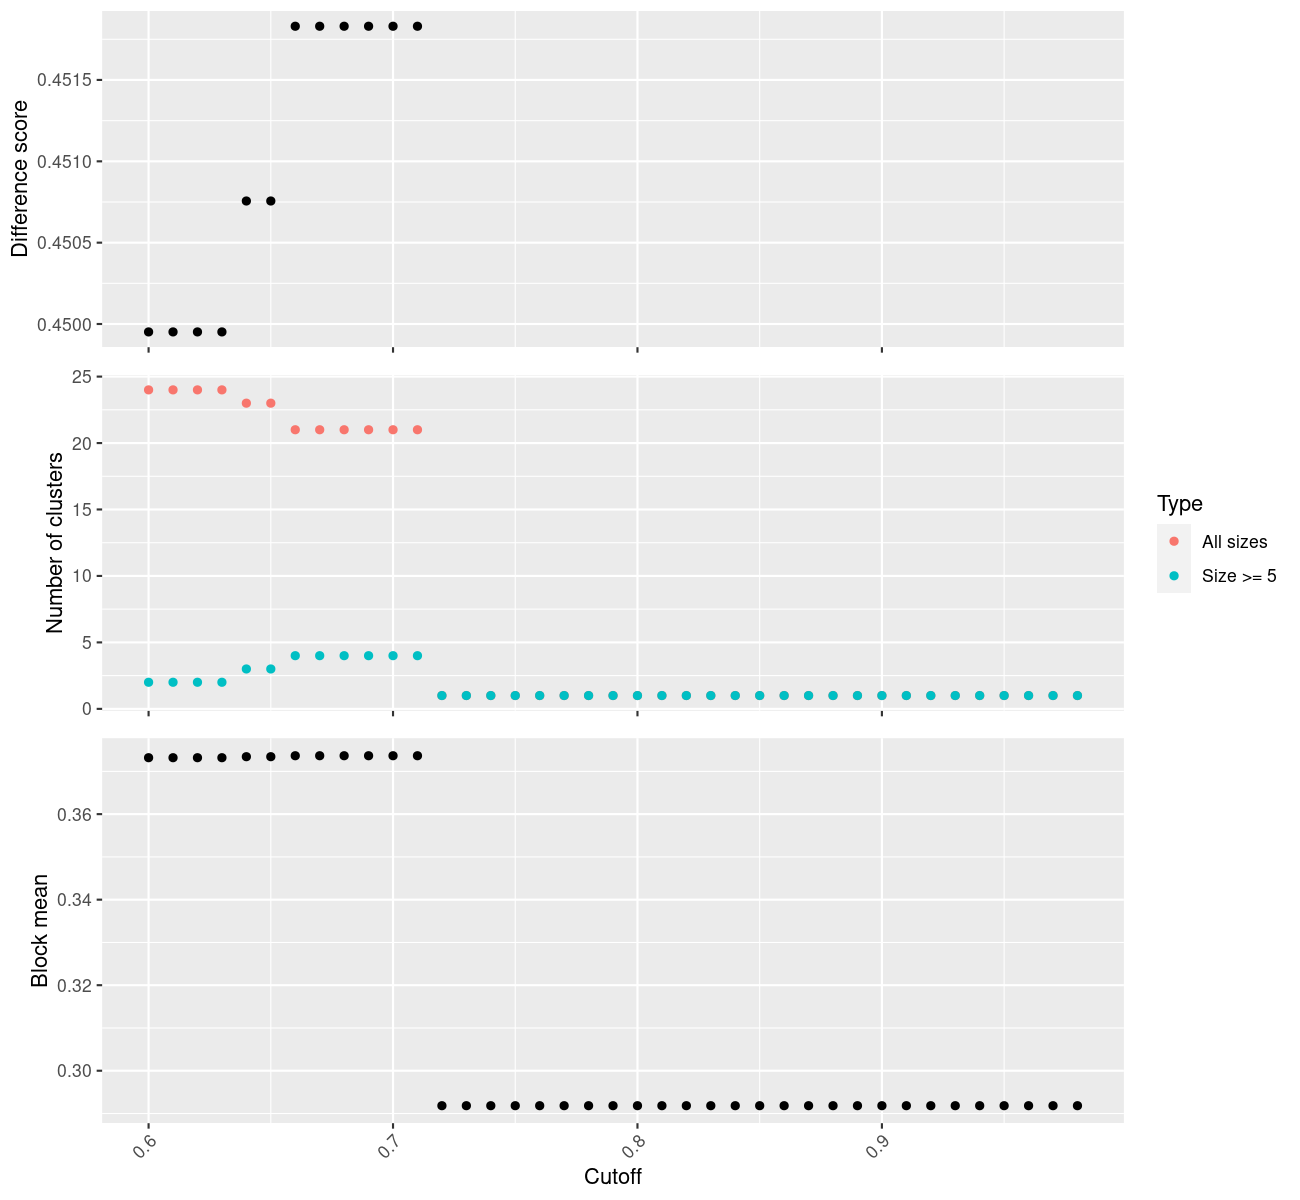 Difference score
0.4515
0.4510
0.4505
0.4500
Number of clusters
25
20
15
10
5
0
Type
All sizes
Size >= 5
Block mean
0.36
0.34
0.32
0.30
0.6
0.7
0.8
0.9
Cutoff